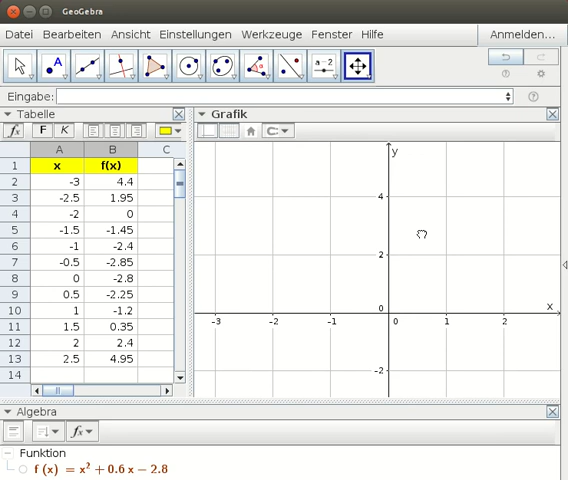 GeoGebra
Datei Bearbeiten Ansicht Einstellungen Werkzeuge Fenster Hilfe Anmelden...
A α a = 2
Eingabe:
Tabelle
Grafik
fx F K
A B C
1 x f(x)
2 -3 4.4
3 -2.5 1.95
4 -2 0
5 -1.5 -1.45
6 -1 -2.4
7 -0.5 -2.85
8 0 -2.8
9 0.5 -2.25
10 1 -1.2
11 1.5 0.35
12 2 2.4
13 2.5 4.95
14
y
4
2
0
-3 -2 -1 0 1 2 x
-2
Algebra
fx
Funktion
f (x) = x² + 0.6 x − 2.8